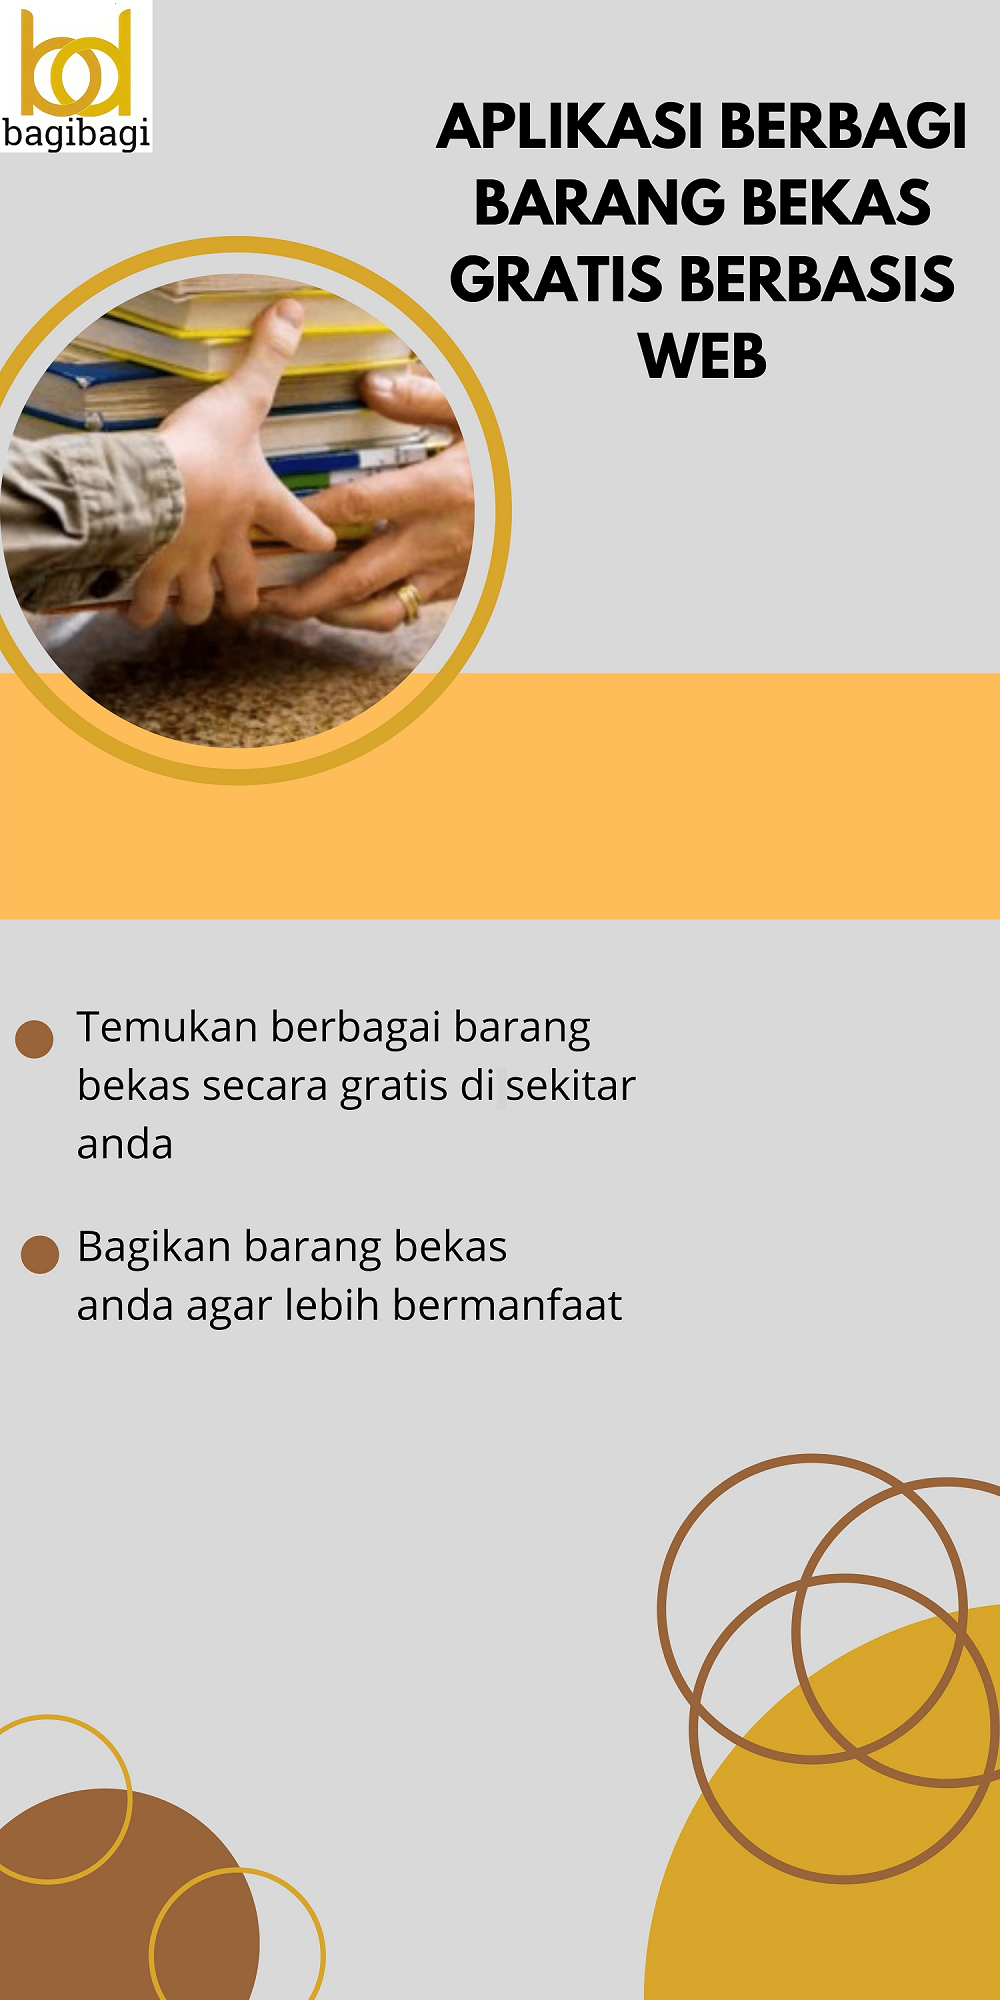 bagibagi
APLIKASI BERBAGI
BARANG BEKAS
GRATIS BERBASIS
WEB
Temukan berbagai barang
bekas secara gratis di sekitar
anda
Bagikan barang bekas
anda agar lebih bermanfaat